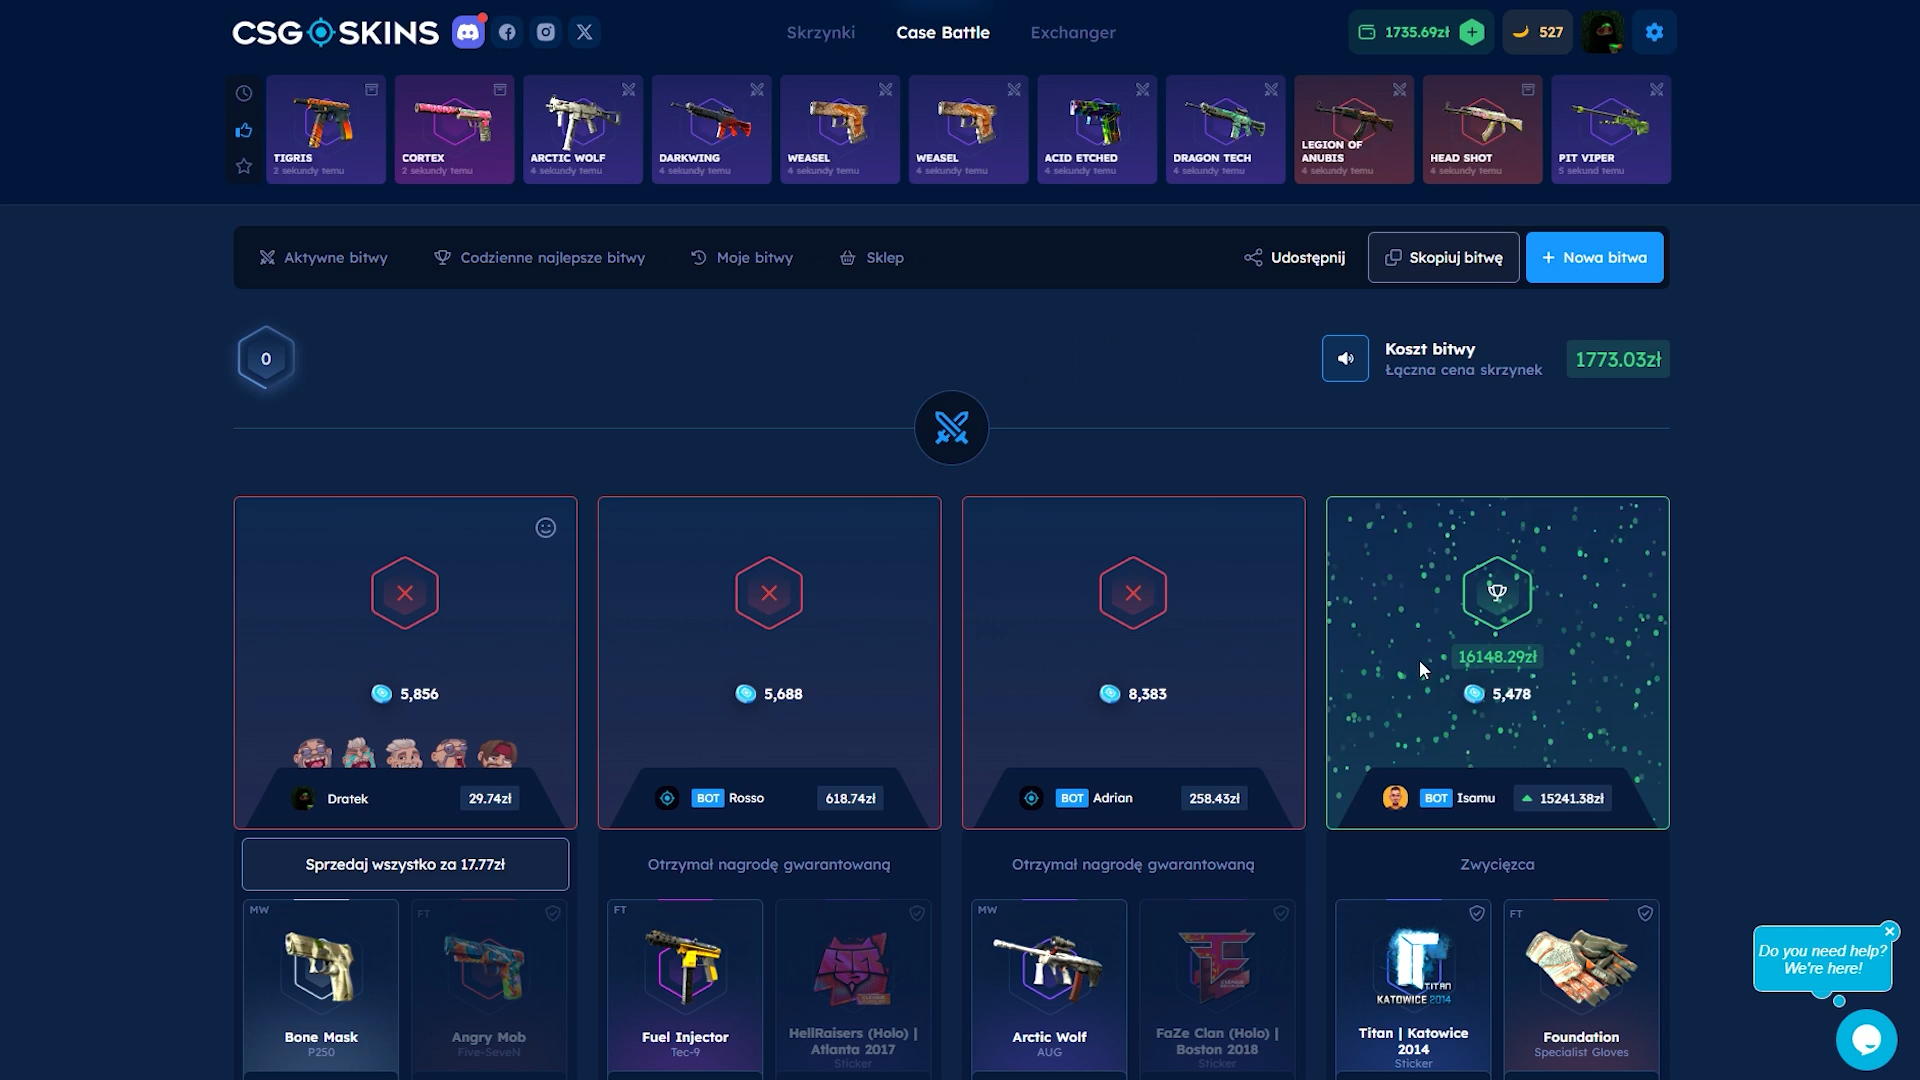 CSG SKINS
Skrzynki
Case Battle
Exchanger
1735.69zł
527
TIGRIS
2 sekundy temu
CORTEX
2 sekundy temu
ARCTIC WOLF
4 sekundy temu
DARKWING
4 sekundy temu
WEASEL
4 sekundy temu
WEASEL
4 sekundy temu
ACID ETCHED
4 sekundy temu
DRAGON TECH
4 sekundy temu
LEGION OF
ANUBIS
4 sekundy temu
HEAD SHOT
4 sekundy temu
PIT VIPER
5 sekund temu
Aktywne bitwy
Codzienne najlepsze bitwy
Moje bitwy
Sklep
Udostępnij
Skopiuj bitwę
+ Nowa bitwa
0
Koszt bitwy
Łączna cena skrzynek
1773.03zł
16148.29zł
5,856
5,688
8,383
5,478
Dratek
29.74zł
BOT Rosso
618.74zł
BOT Adrian
258.43zł
BOT Isamu
15241.38zł
Sprzedaj wszystko za 17.77zł
Otrzymał nagrodę gwarantowaną
Otrzymał nagrodę gwarantowaną
Zwycięzca
MW
Bone Mask
P250
FT
Angry Mob
Five-SeveN
FT
Fuel Injector
Tec-9
HellRaisers (Holo) |
Atlanta 2017
Sticker
MW
Arctic Wolf
AUG
FaZe Clan (Holo) |
Boston 2018
Sticker
TITAN
KATOWICE 2014
Titan | Katowice
2014
Sticker
FT
Foundation
Specialist Gloves
Do you need help?
We're here!